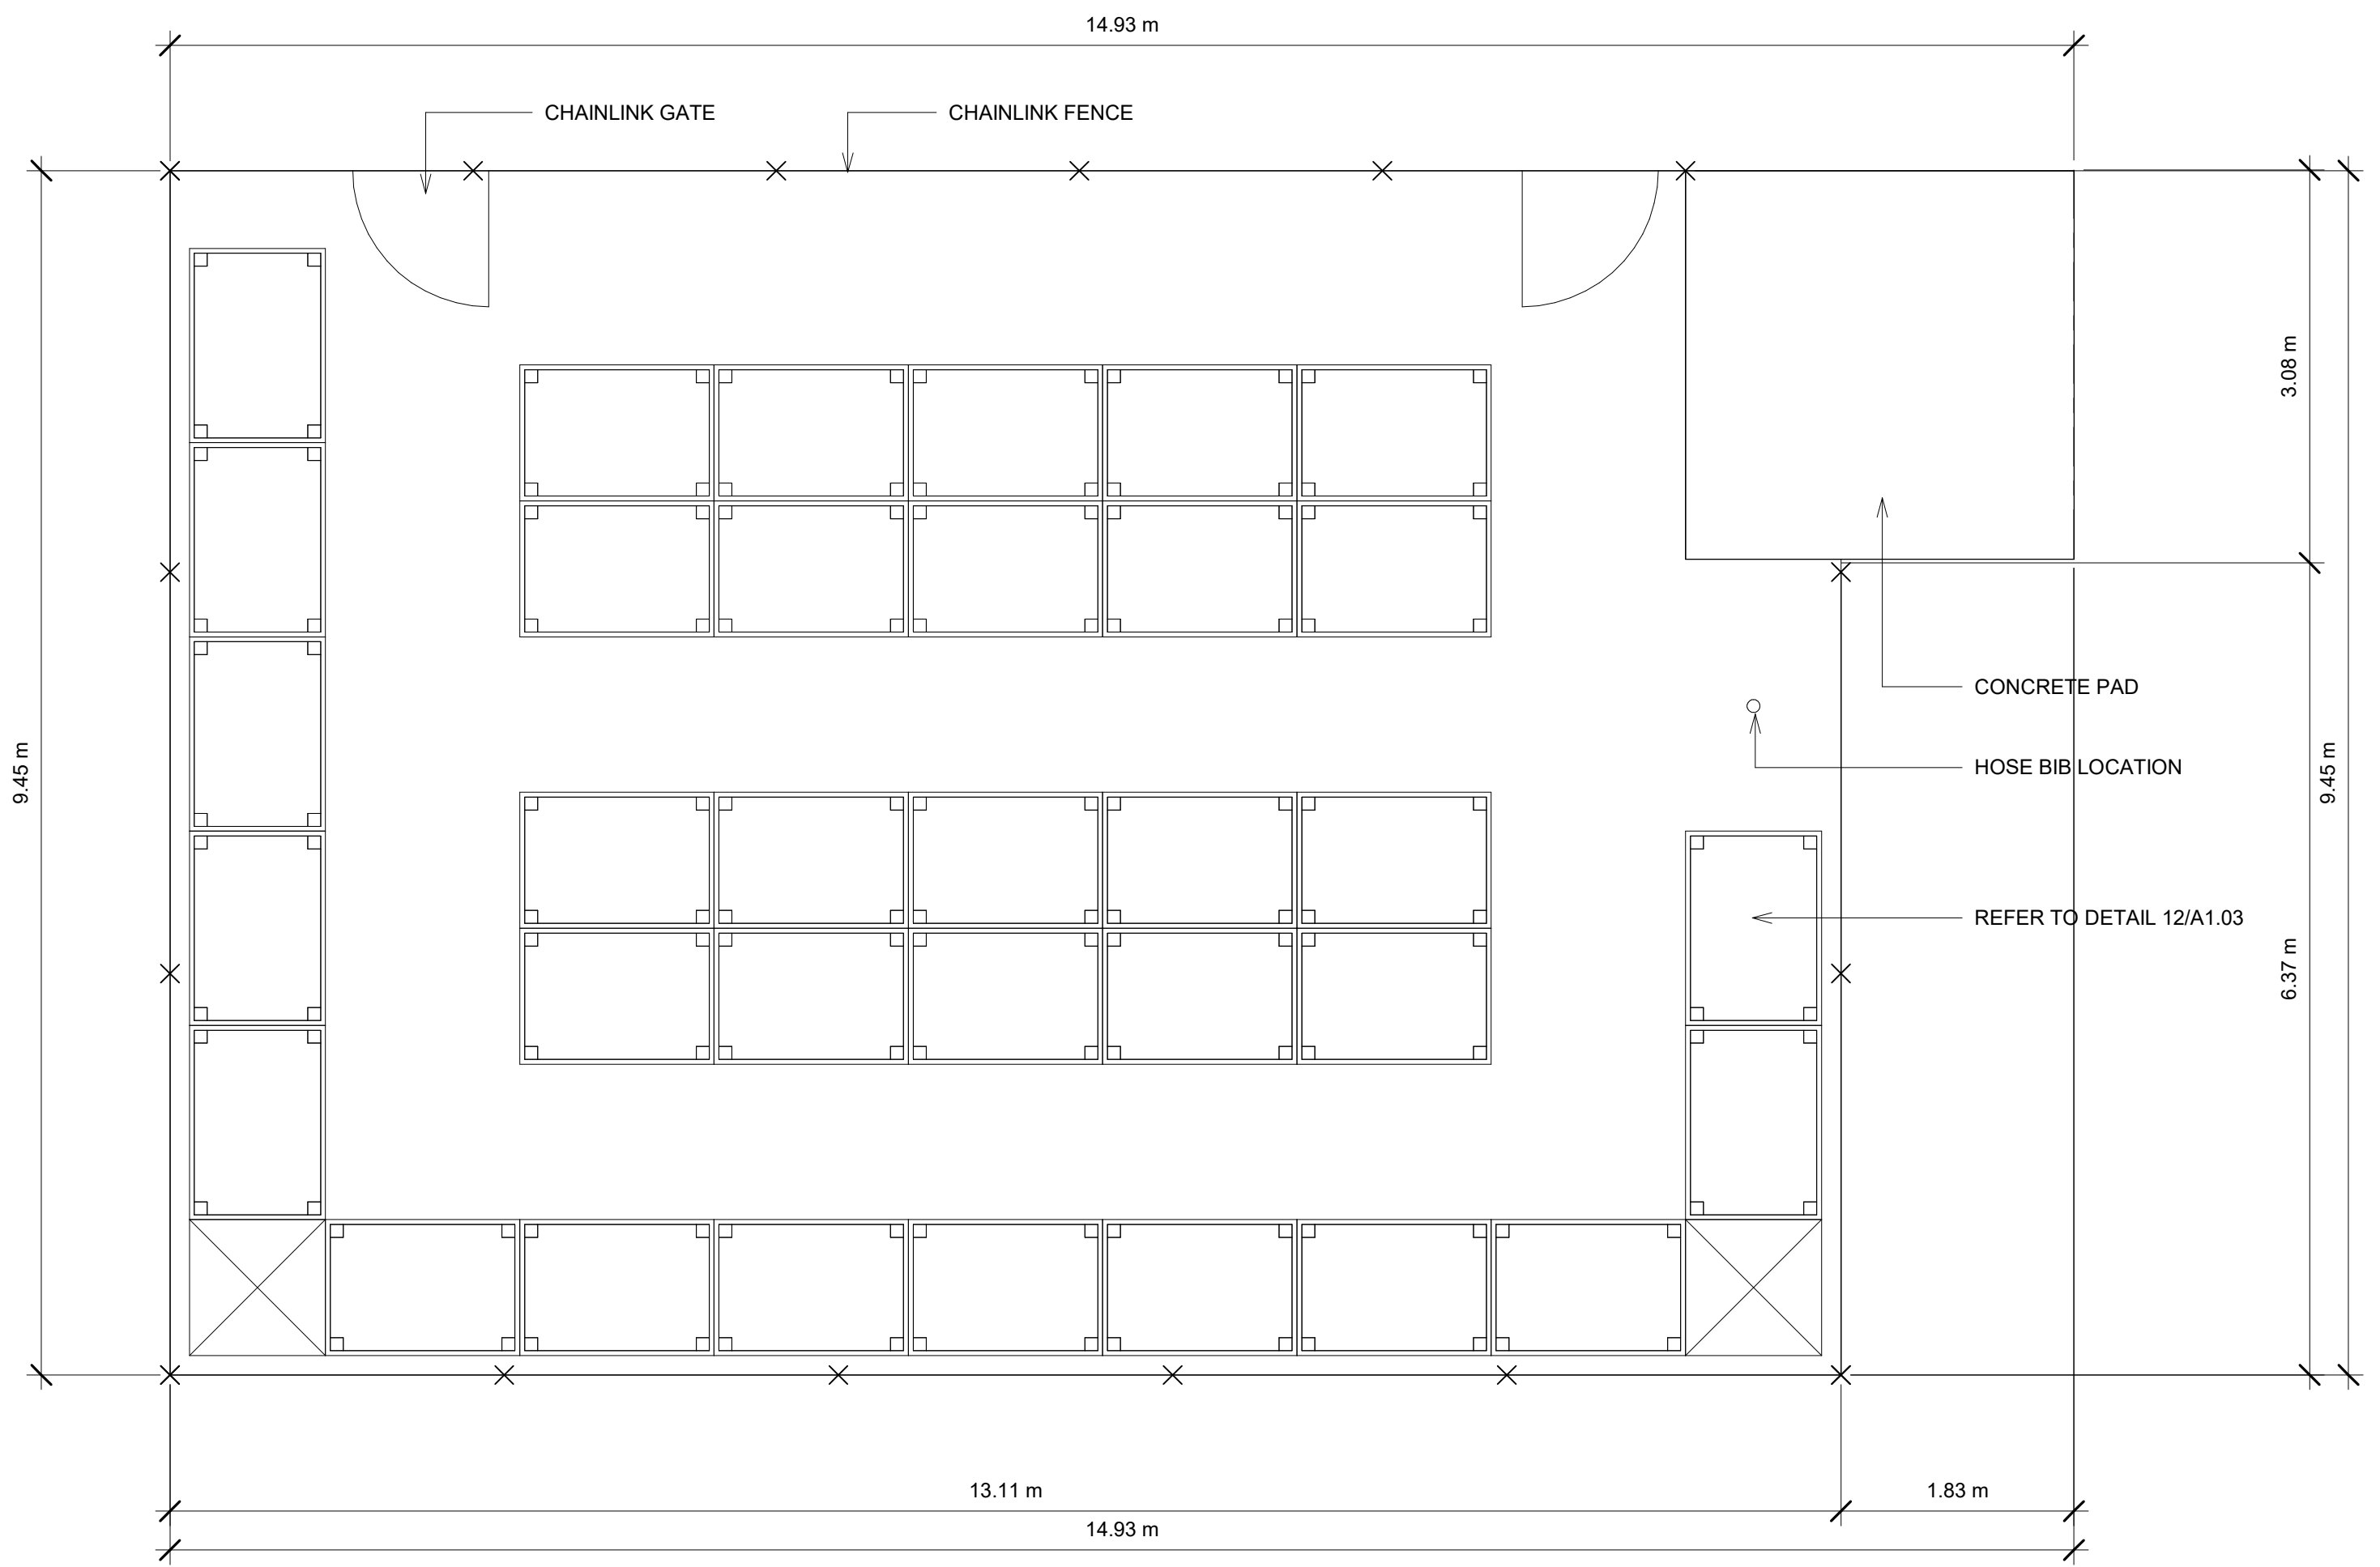 14.93 m
CHAINLINK GATE
CHAINLINK FENCE
3.08 m
CONCRETE PAD
9.45 m
HOSE BIB LOCATION
9.45 m
REFER TO DETAIL 12/A1.03
6.37 m
13.11 m
1.83 m
14.93 m